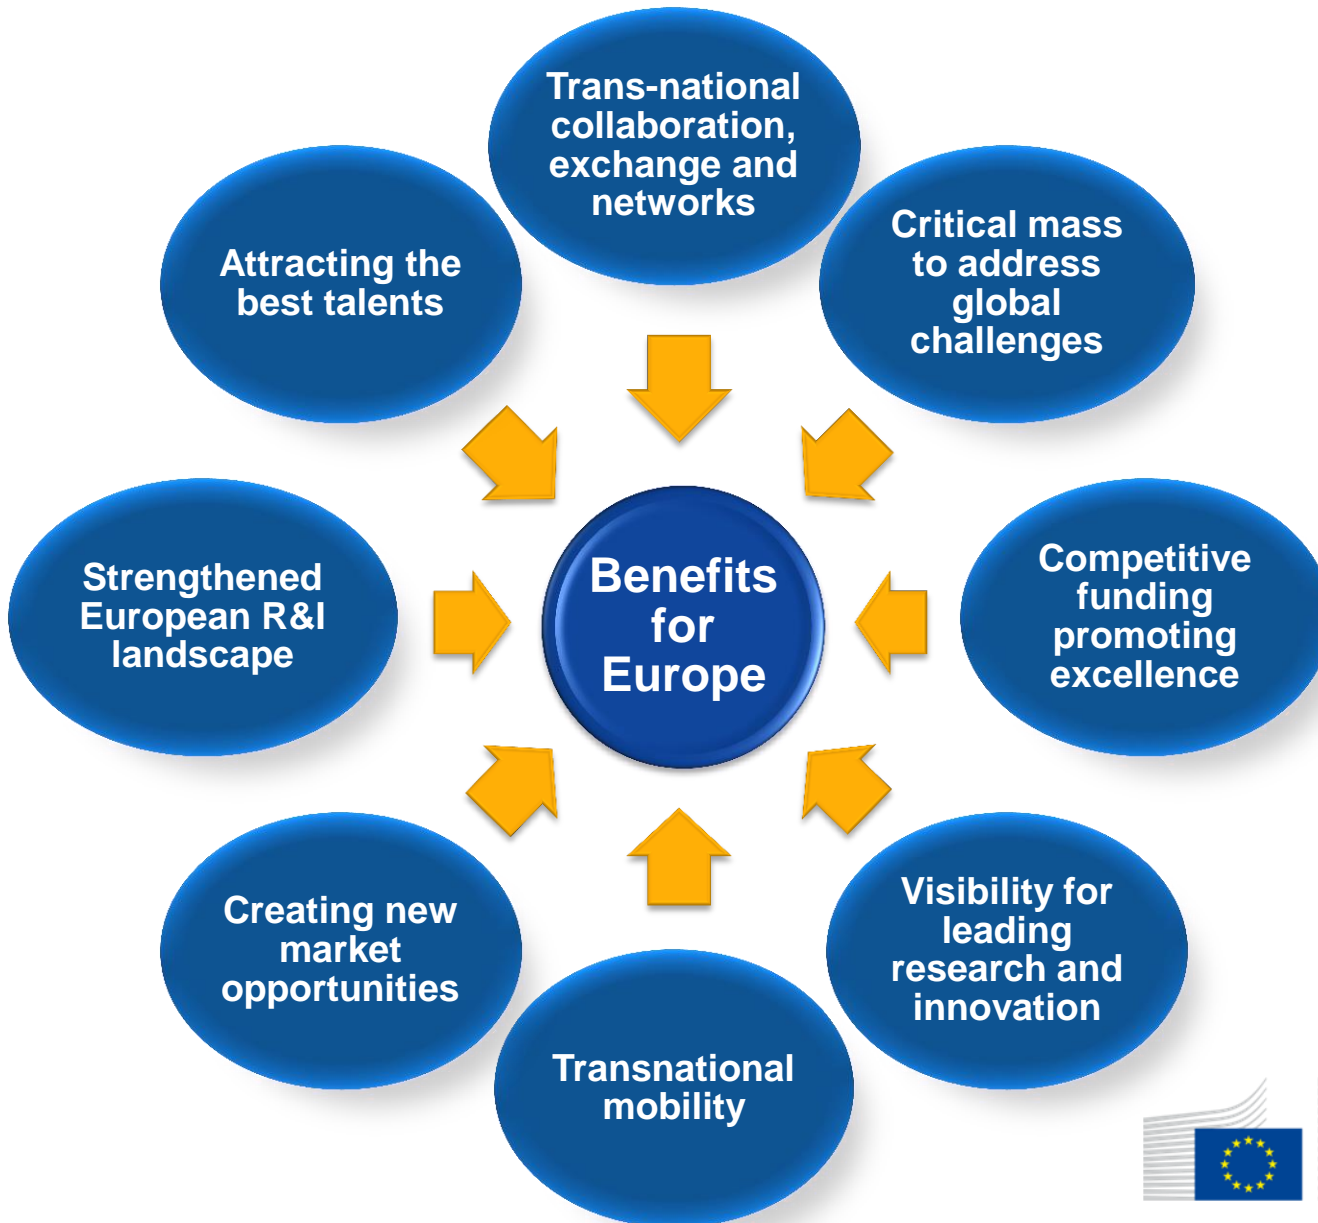 Trans-national
collaboration,
exchange and
networks
Attracting the
best talents
Critical mass
to address
global
challenges
Strengthened
European R&I
landscape
Benefits
for
Europe
Competitive
funding
promoting
excellence
Creating new
market
opportunities
Visibility for
leading
research and
innovation
Transnational
mobility